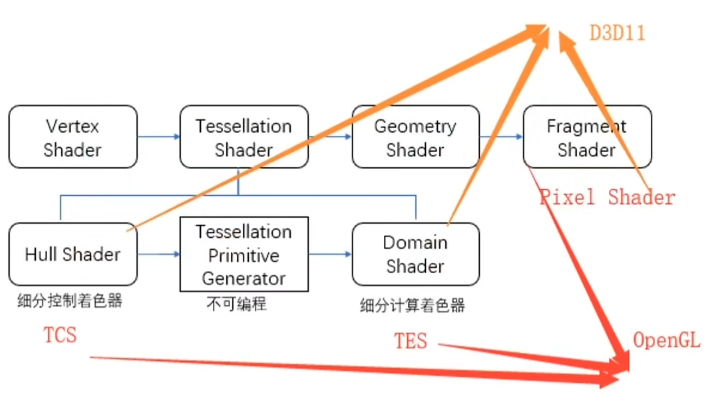 D3D11
Vertex
Shader
Tessellation
Shader
Geometry
Shader
Fragment
Shader
Pixel Shader
Hull Shader
Tessellation
Primitive
Generator
Domain
Shader
细分控制着色器
不可编程
细分计算着色器
TCS
TES
OpenGL